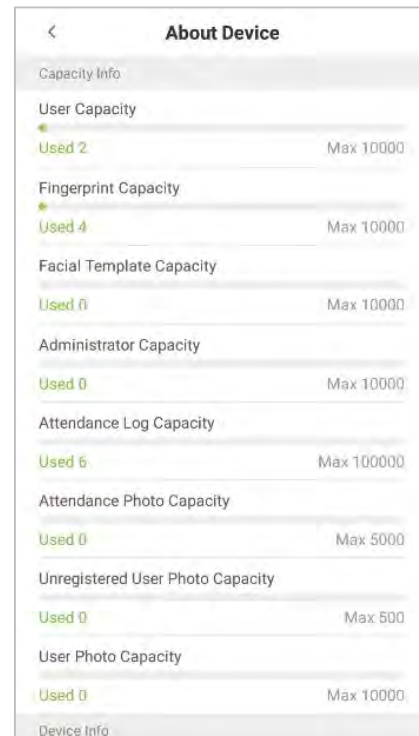 About Device
Capacity Info
User Capacity
Used 2 Max 10000
Fingerprint Capacity
Used 4 Max 10000
Facial Template Capacity
Used 0 Max 10000
Administrator Capacity
Used 0 Max 10000
Attendance Log Capacity
Used 6 Max 100000
Attendance Photo Capacity
Used 0 Max 5000
Unregistered User Photo Capacity
Used 0 Max 500
User Photo Capacity
Used 0 Max 10000
Device Info